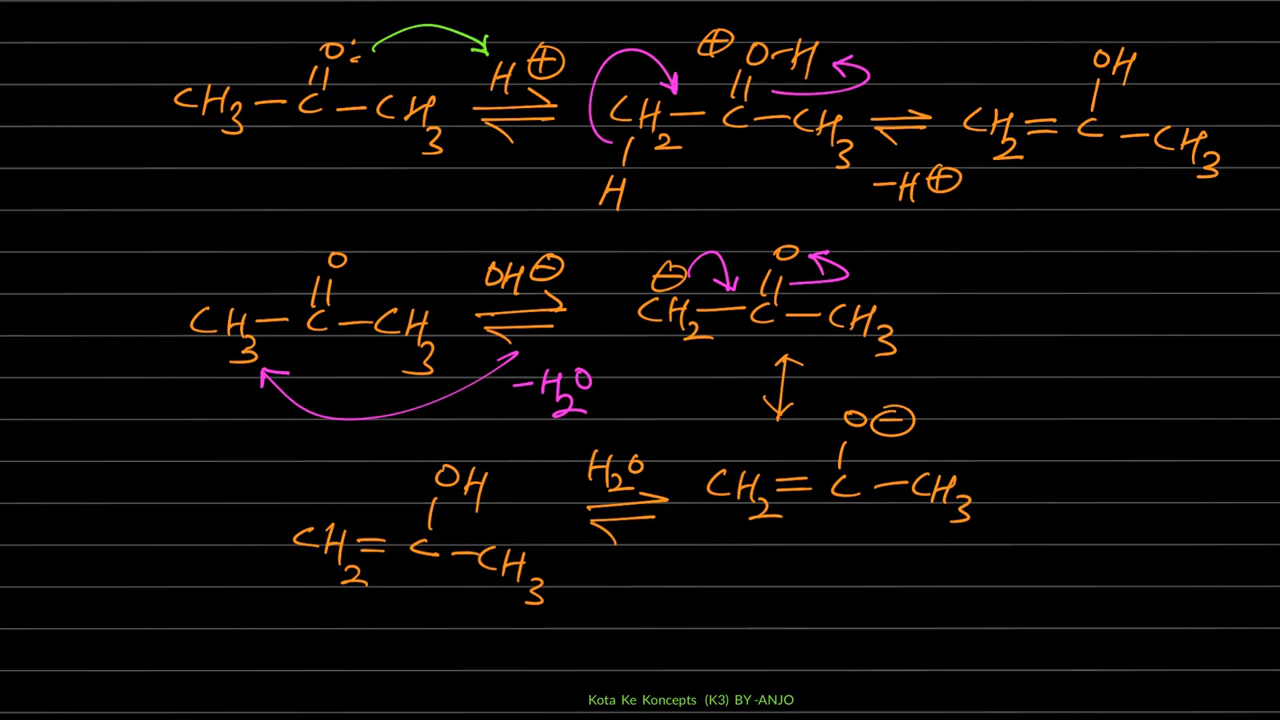 CH3 – C(=O:) – CH3 ⇌ H⊕ CH2(–H) – C(=O⊕–H) – CH3 ⇌ –H⊕ CH2 = C(–OH) – CH3
CH3 – C(=O) – CH3 ⇌ OH⊖ –H2O ⊖CH2 – C(=O) – CH3
↕
CH2 = C(–OH) – CH3 ⇌ H2O CH2 = C(–O⊖) – CH3
Kota Ke Koncepts (K3) BY -ANJO